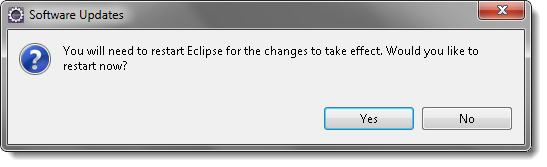 Software Updates
You will need to restart Eclipse for the changes to take effect. Would you like to
restart now?
Yes
No